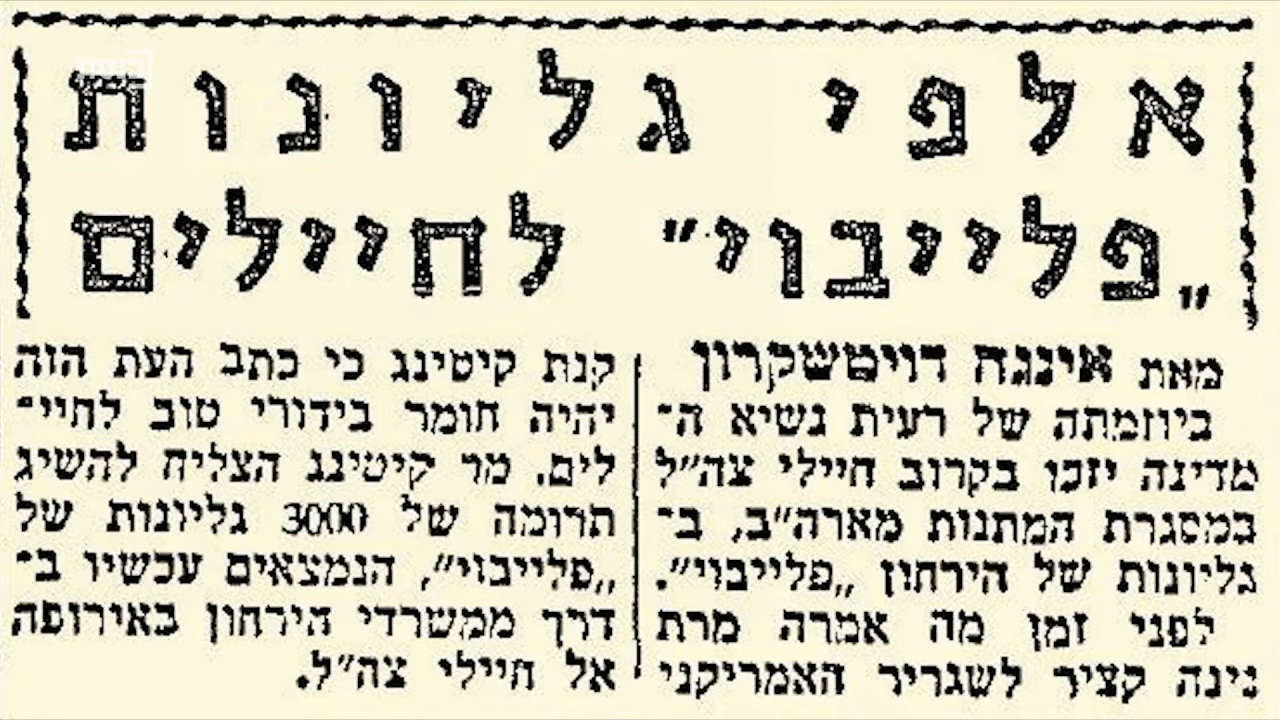 אלפי גליונות
„פלייבוי" לחיילים
מאת אינגה דויטשקרון
ביוזמתה של רעית נשיא ה־
מדינה יזכו בקרוב חיילי צה"ל
במסגרת המתנות מארה"ב, ב־
גליונות של הירחון „פלייבוי".
לפני זמן מה אמרה מרת
נינה קציר לשגריר האמריקני
קנת קיטינג כי כתב העת הזה
יהיה חומר בידורי טוב לחיי־
לים. מר קיטינג הצליח להשיג
תרומה של 3000 גליונות של
„פלייבוי", הנמצאים עכשיו ב־
דרך ממשרדי הירחון באירופה
אל חיילי צה"ל.